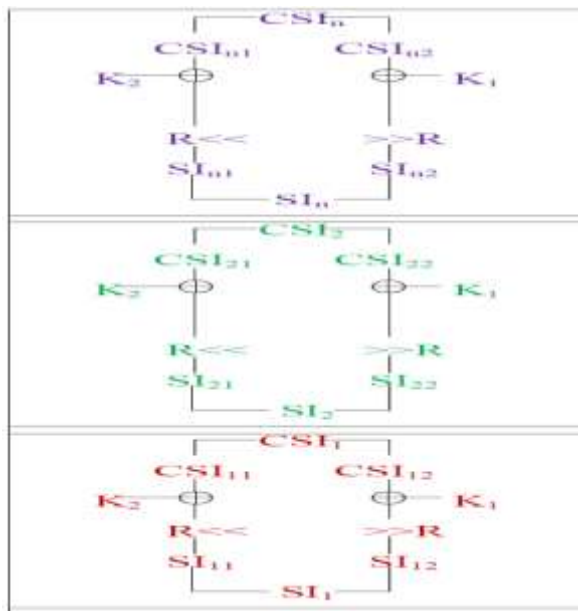 CSIₙ
CSIₙ₁ CSIₙ₂
K₂ K₁
R<< >>R
SIₙ₁ SIₙ₂
SIₙ
CSI₂
CSI₂₁ CSI₂₂
K₂ K₁
R<< >>R
SI₂₁ SI₂₂
SI₂
CSI₁
CSI₁₁ CSI₁₂
K₂ K₁
R<< >>R
SI₁₁ SI₁₂
SI₁